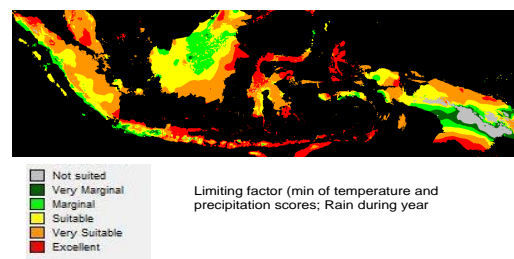 Not suited
Very Marginal
Marginal
Suitable
Very Suitable
Excellent
Limiting factor (min of temperature and
precipitation scores; Rain during year